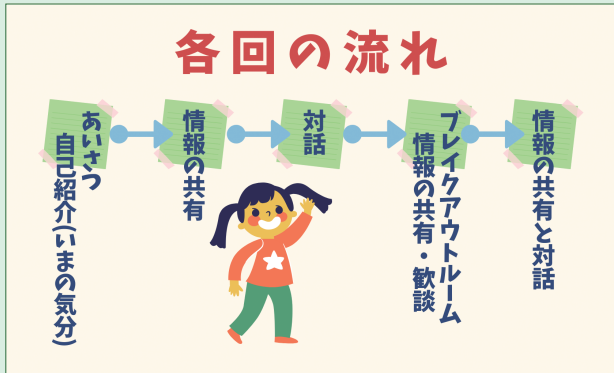 各回の流れ
あいさつ
自己紹介(いまの気分)
情報の共有
対話
ブレイクアウトルーム
情報の共有・歓談
情報の共有と対話